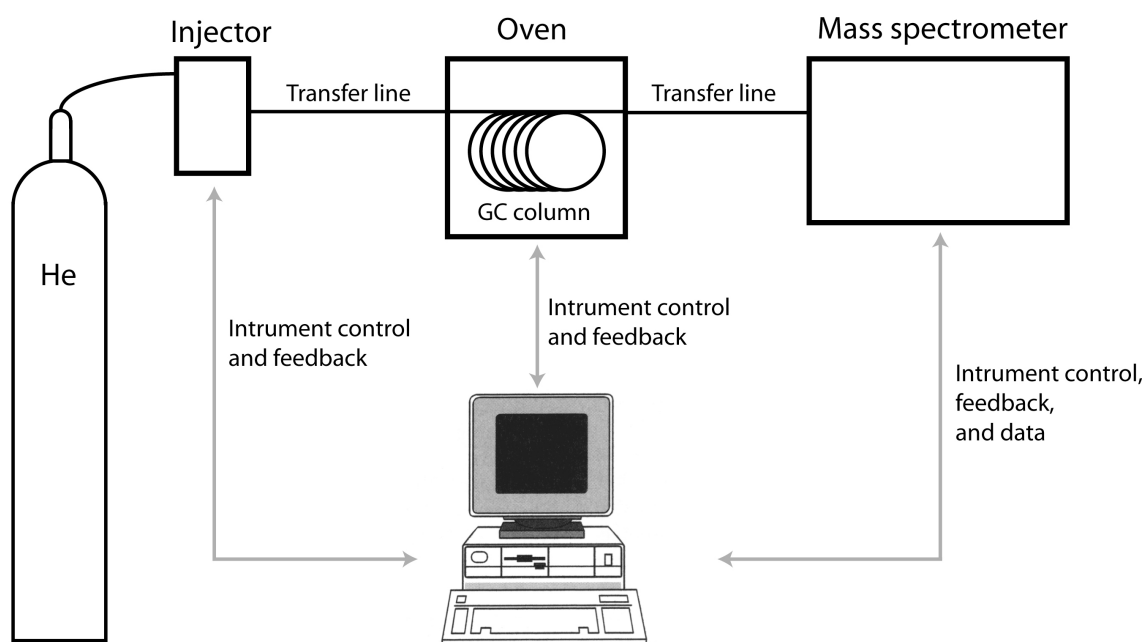 Injector
Oven
Mass spectrometer
Transfer line
Transfer line
GC column
He
Intrument control
and feedback
Intrument control
and feedback
Intrument control,
feedback,
and data